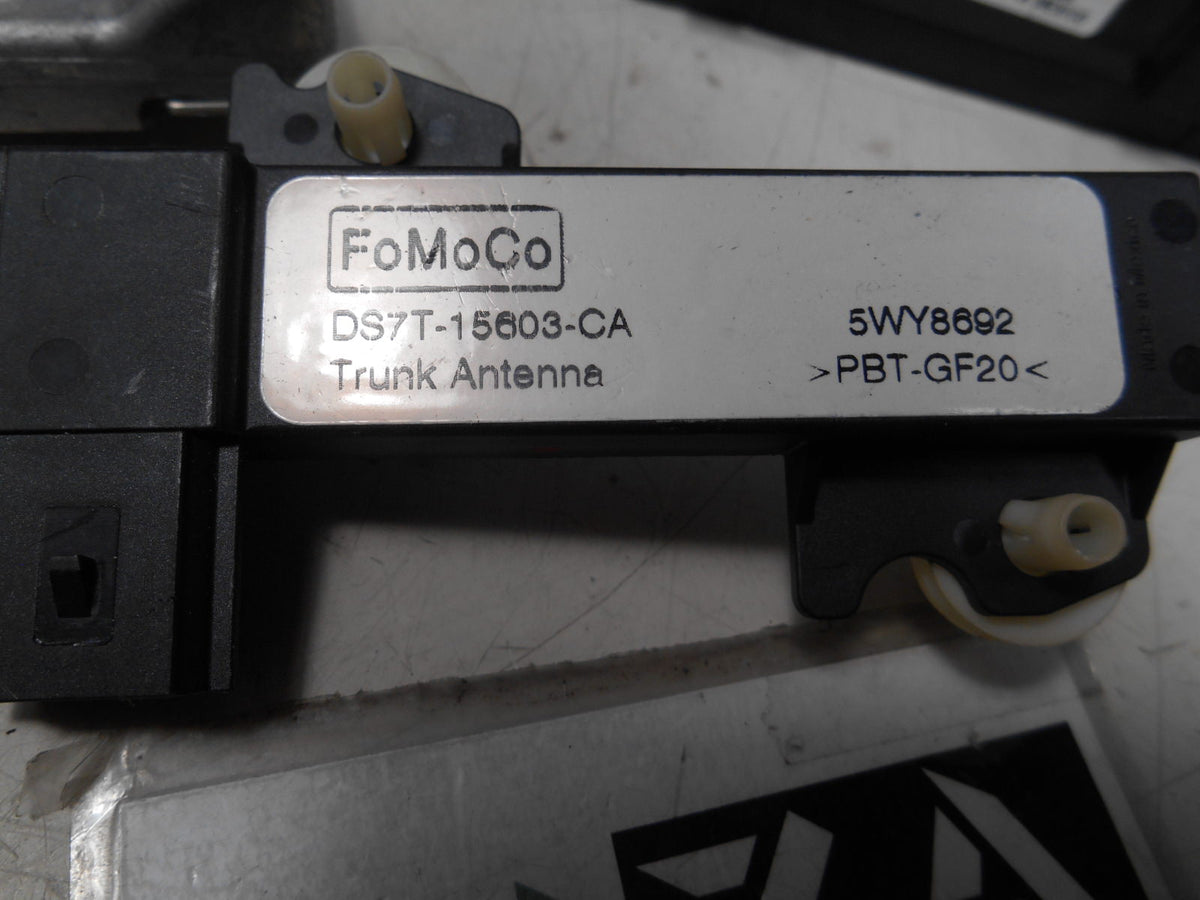 FoMoCo
DS7T-15603-CA
Trunk Antenna
5WY8692
>PBT-GF20<